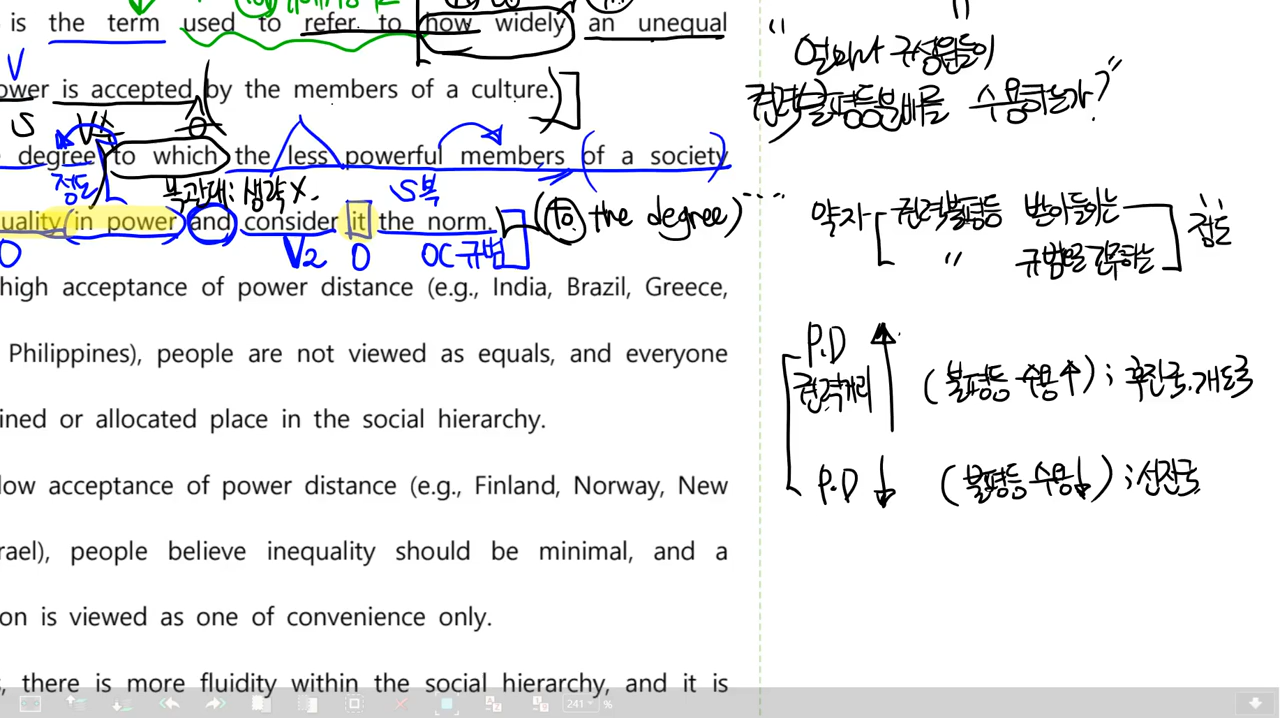 is the term used to refer to how widely an unequal
ower is accepted by the members of a culture.
degree to which the less powerful members of a society
uality in power and consider it the norm.
high acceptance of power distance (e.g., India, Brazil, Greece,
Philippines), people are not viewed as equals, and everyone
ined or allocated place in the social hierarchy.
low acceptance of power distance (e.g., Finland, Norway, New
rael), people believe inequality should be minimal, and a
ion is viewed as one of convenience only.
s, there is more fluidity within the social hierarchy, and it is
V
S
정도
목관대: 생각X.
S복
O
V2
O
OC규범
(to the degree)
"얼마나 구성원들이
권력불평등분배를 수용하는가?"
약자 권력불평등 받아들이는
" 규범으로 간주하는
정도
P.D
권력거리
(불평등 수용↑); 후진국.개도국
P.D ↓ (불평등 수용↓); 선진국
241 %